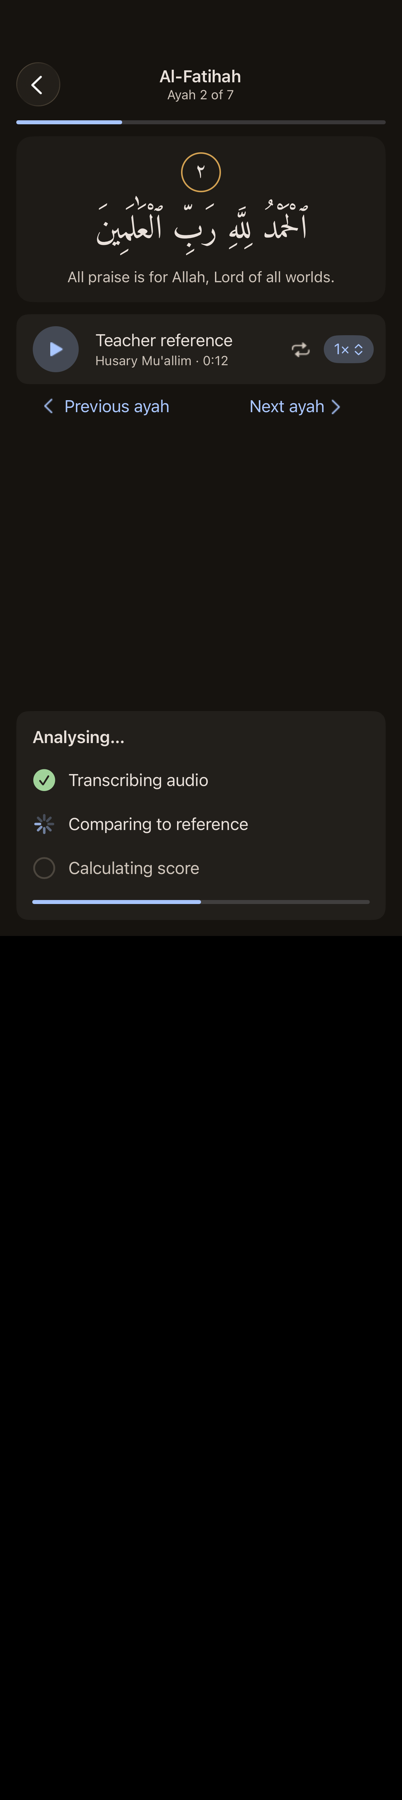 Al-Fatihah
Ayah 2 of 7
٢
ٱلْحَمْدُ لِلَّهِ رَبِّ ٱلْعَٰلَمِينَ
All praise is for Allah, Lord of all worlds.
Teacher reference
Husary Mu'allim · 0:12
1×
Previous ayah
Next ayah
Analysing...
Transcribing audio
Comparing to reference
Calculating score